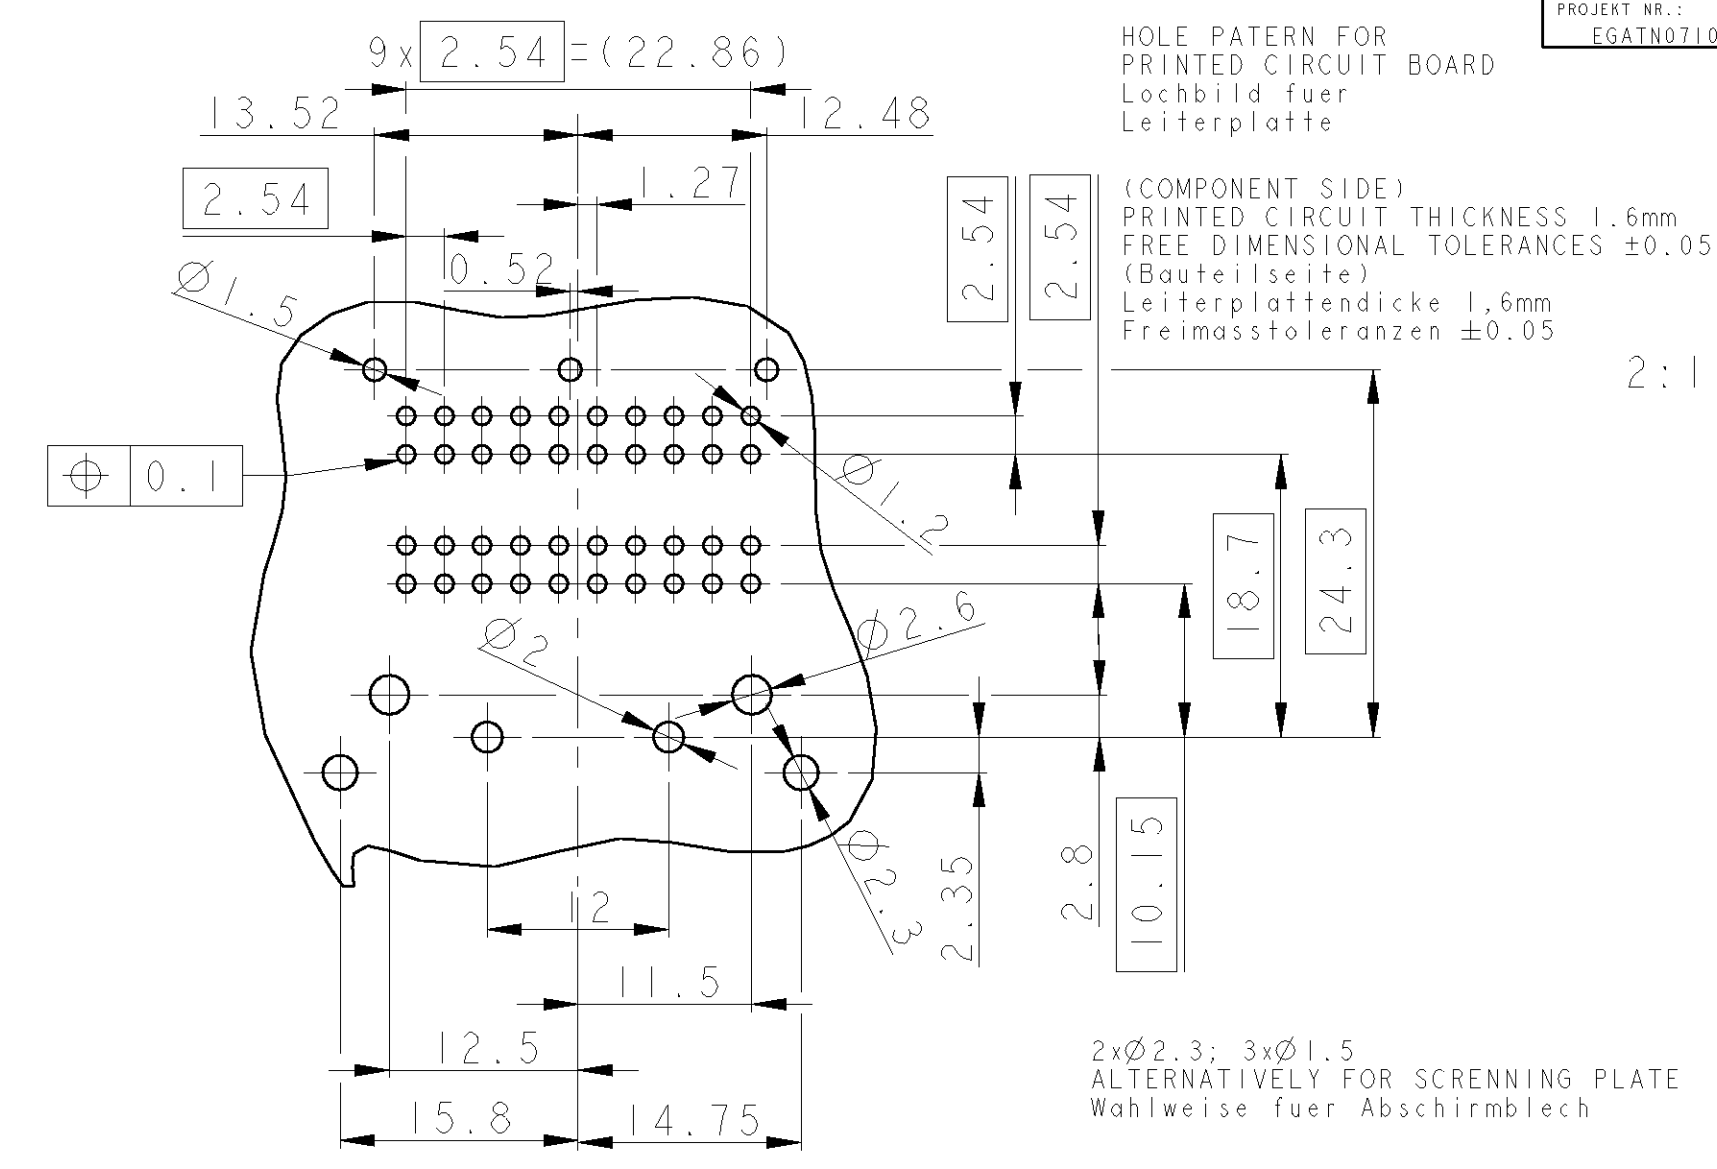 PROJEKT NR.:
EGATN0710
HOLE PATERN FOR
PRINTED CIRCUIT BOARD
Lochbild fuer
Leiterplatte
(COMPONENT SIDE)
PRINTED CIRCUIT THICKNESS 1.6mm
FREE DIMENSIONAL TOLERANCES ±0.05
(Bauteilseite)
Leiterplattendicke 1,6mm
Freimasstoleranzen ±0.05
2:1
9x 2.54 =(22.86)
13.52
12.48
2.54
1.27
0.52
Ø1.5
2.54
2.54
⌖ 0.1
Ø1.2
18.7
24.3
Ø2
Ø2.6
Ø2.3
2.35
2.8
10.15
12
11.5
12.5
15.8
14.75
2xØ2.3; 3xØ1.5
ALTERNATIVELY FOR SCRENNING PLATE
Wahlweise fuer Abschirmblech